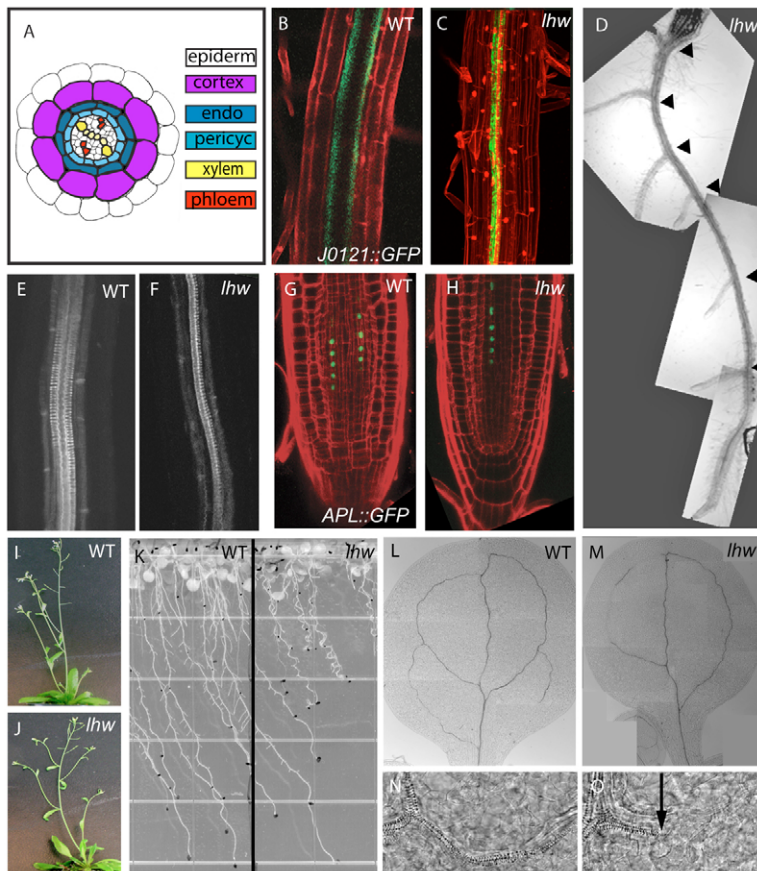 A
epiderm
cortex
endo
pericyc
xylem
phloem
B
WT
J0121::GFP
C
lhw
D
lhw
E
WT
F
lhw
G
WT
APL::GFP
H
lhw
I
WT
J
lhw
K
WT
lhw
L
WT
M
lhw
N
O